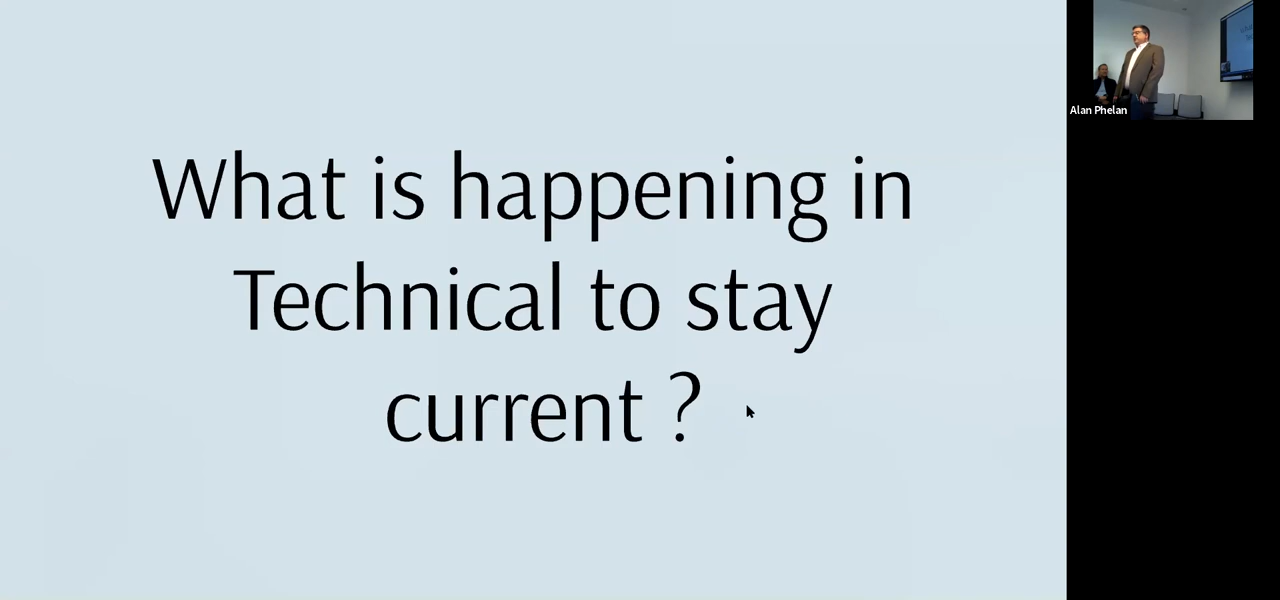 What is happening in
Technical to stay
current ?
Alan Phelan